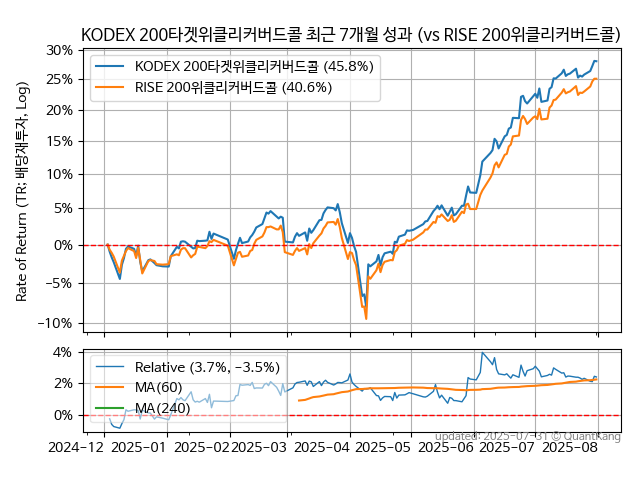 KODEX 200타겟위클리커버드콜 최근 7개월 성과 (vs RISE 200위클리커버드콜)
Rate of Return (TR: 배당재투자, Log)
30%
25%
20%
15%
10%
5%
0%
−5%
−10%
KODEX 200타겟위클리커버드콜 (45.8%)
RISE 200위클리커버드콜 (40.6%)
4%
2%
0%
Relative (3.7%, −3.5%)
MA(60)
MA(240)
updated: 2025-07-31 © QuantKang
2024-12 2025-01 2025-02 2025-03 2025-04 2025-05 2025-06 2025-07 2025-08